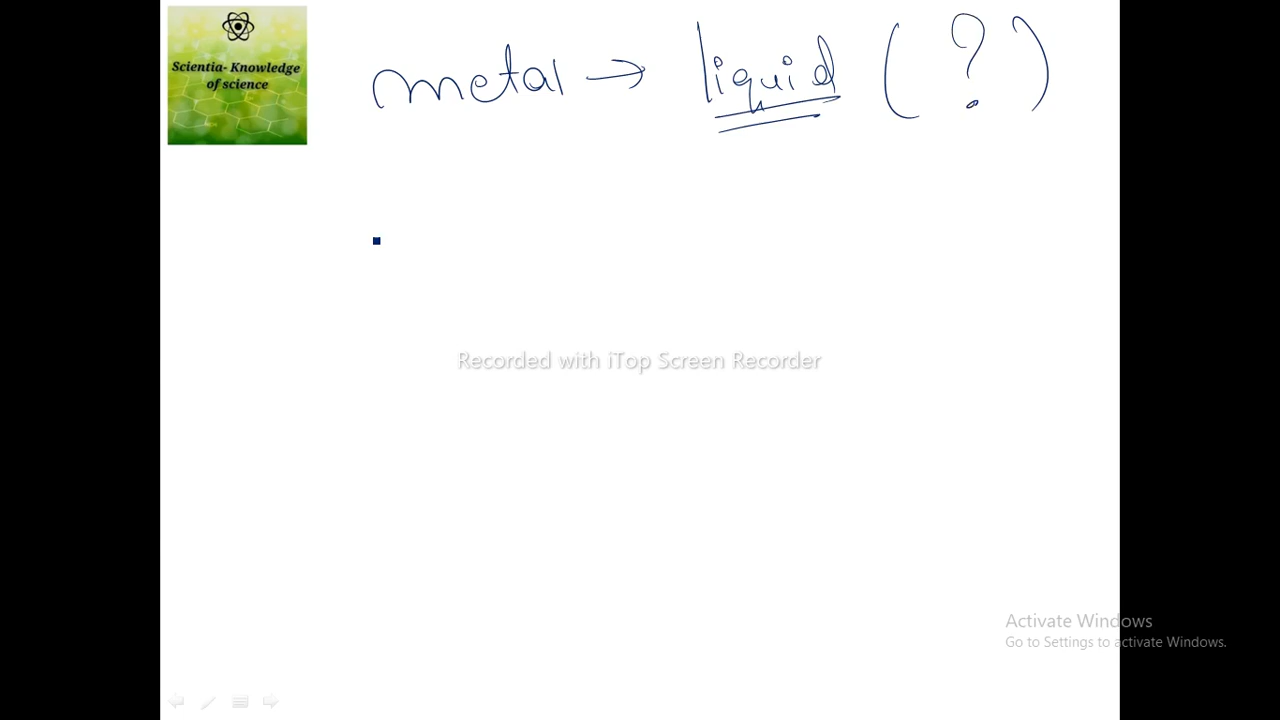 Scientia- Knowledge
of science
metal → liquid (?)
Recorded with iTop Screen Recorder
Activate Windows
Go to Settings to activate Windows.